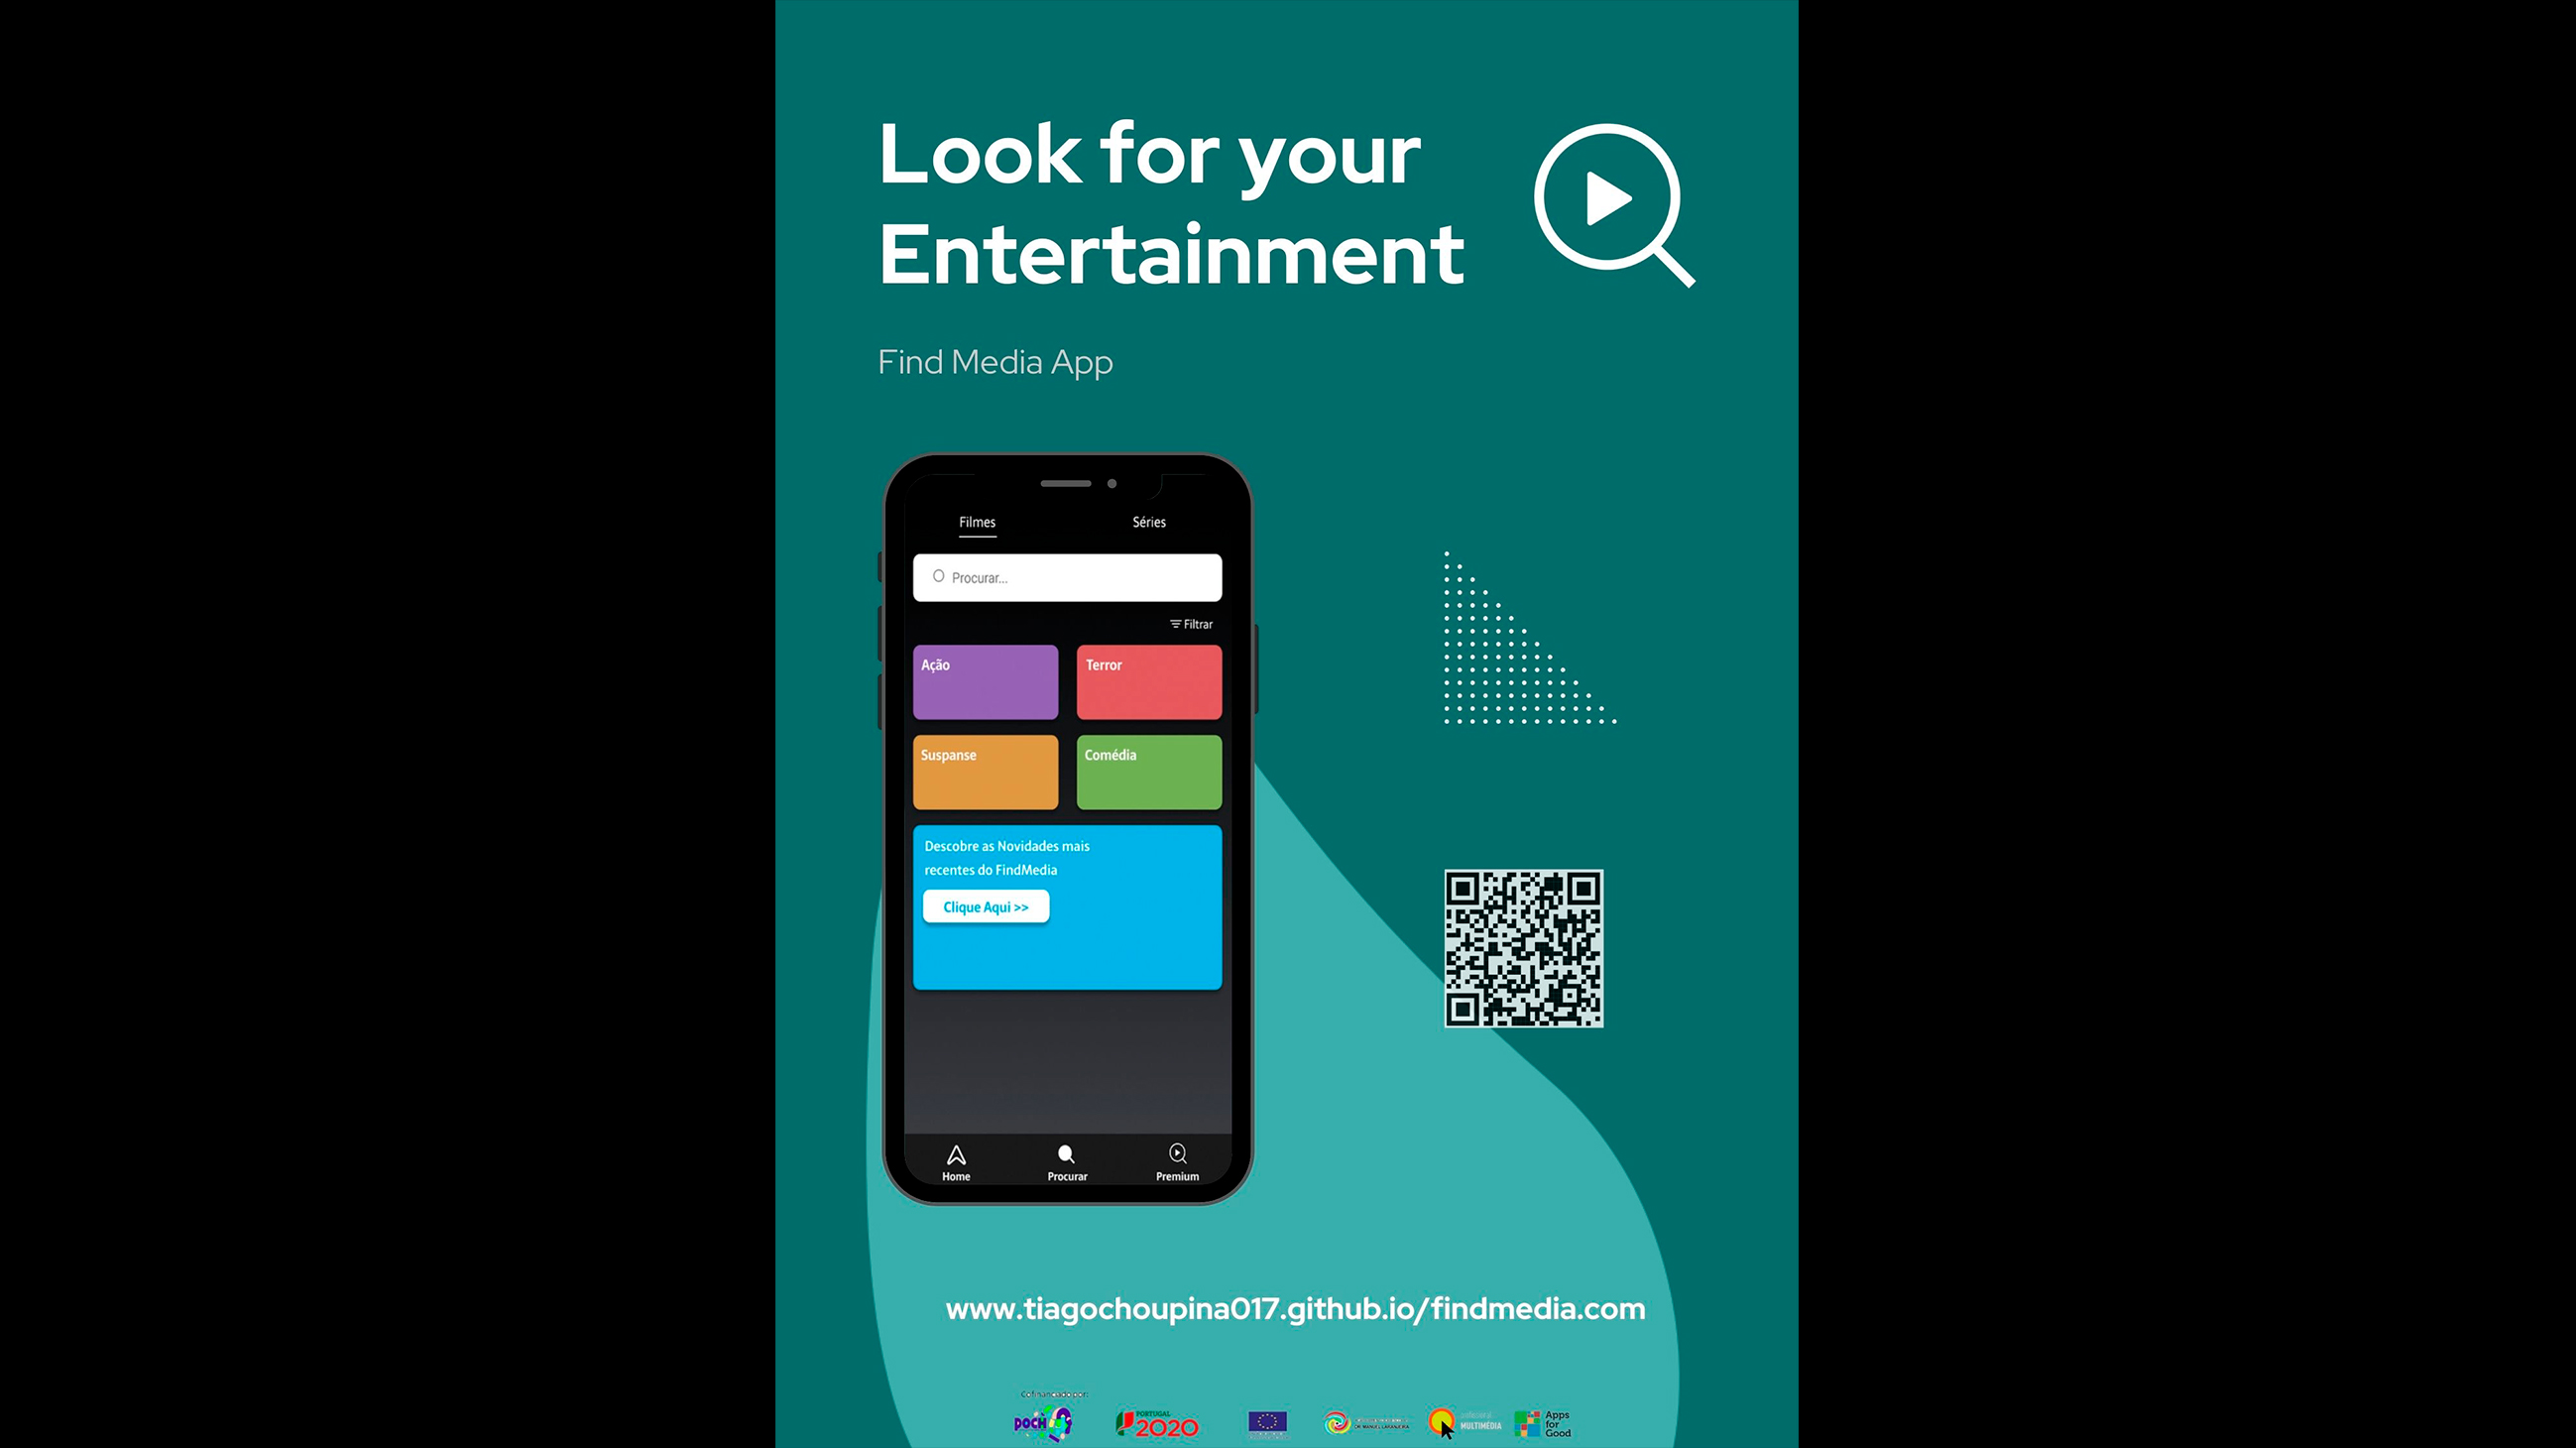 Look for your
Entertainment
Find Media App
Filmes Séries
Procurar...
Filtrar
Ação Terror
Suspanse Comédia
Descobre as Novidades mais
recentes do FindMedia
Clique Aqui >>
Home Procurar Premium
www.tiagochoupina017.github.io/findmedia.com
Cofinanciado por:
POCH
PORTUGAL
2020
MULTIMÉDIA
Apps
for
Good